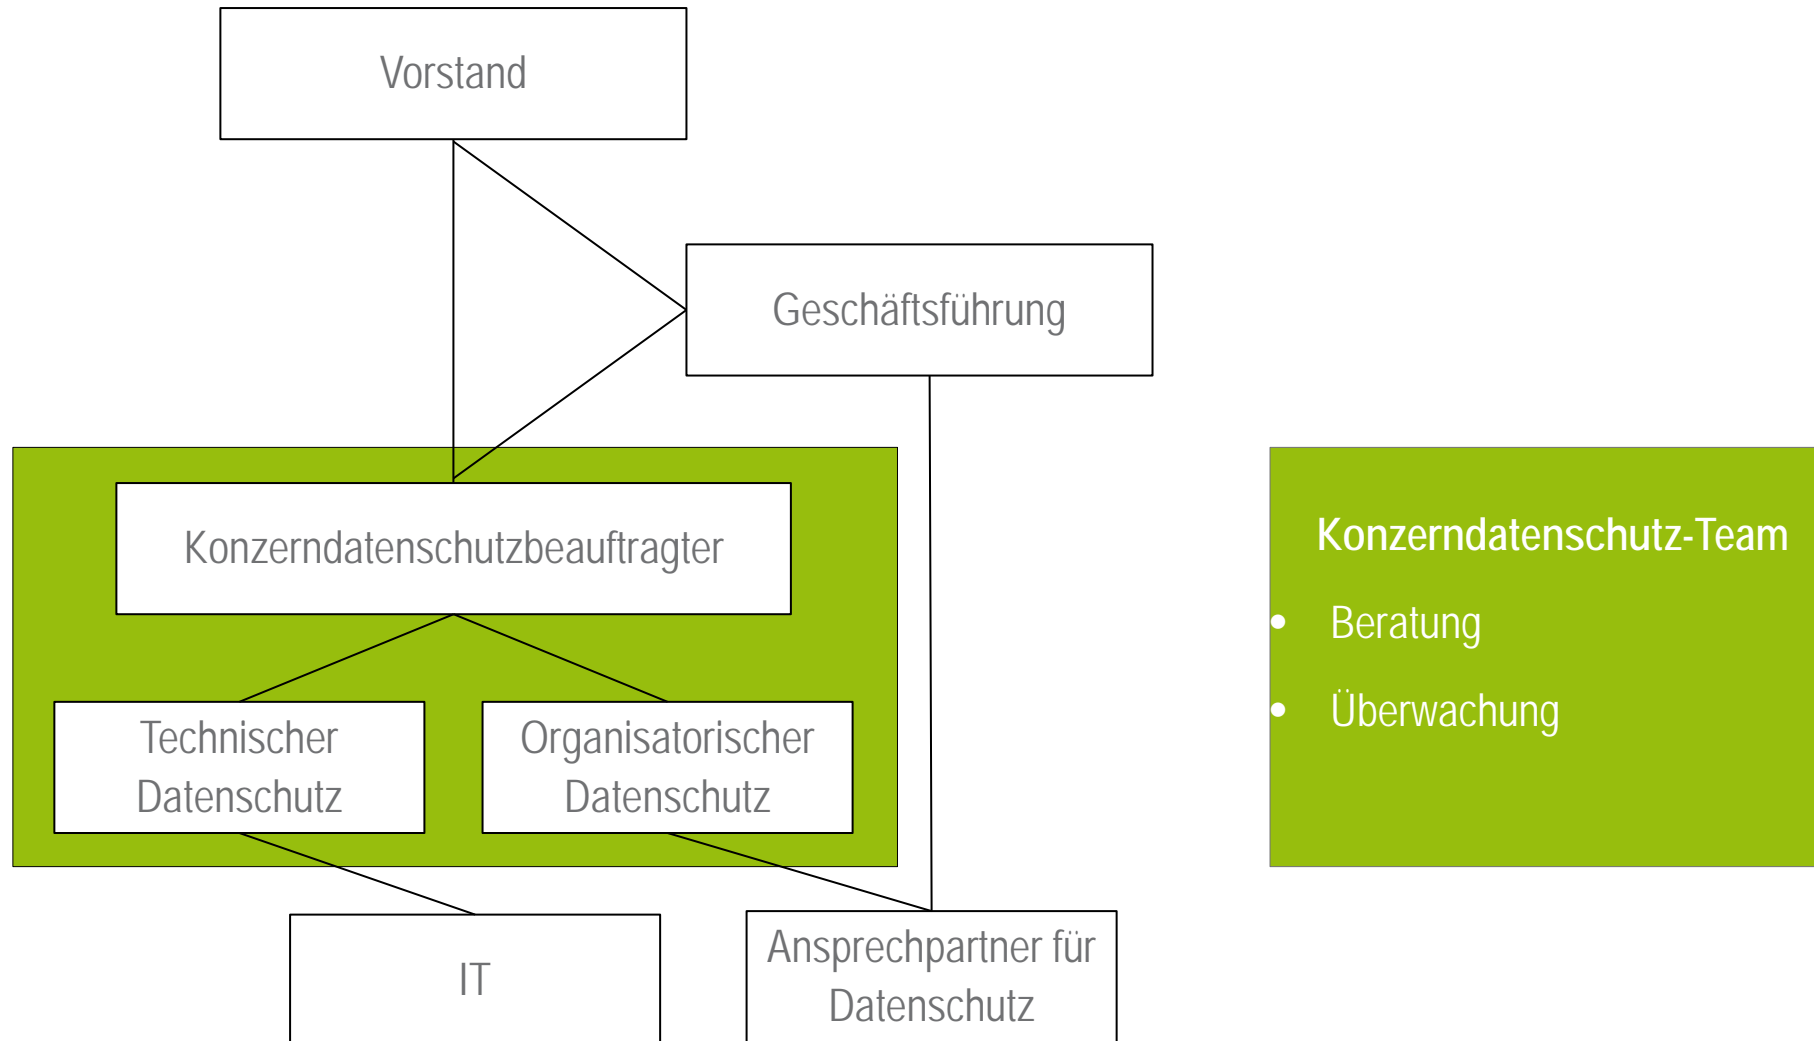 Vorstand
Geschäftsführung
Konzerndatenschutzbeauftragter
Konzerndatenschutz-Team
• Beratung
• Überwachung
Technischer
Datenschutz
Organisatorischer
Datenschutz
IT
Ansprechpartner für
Datenschutz